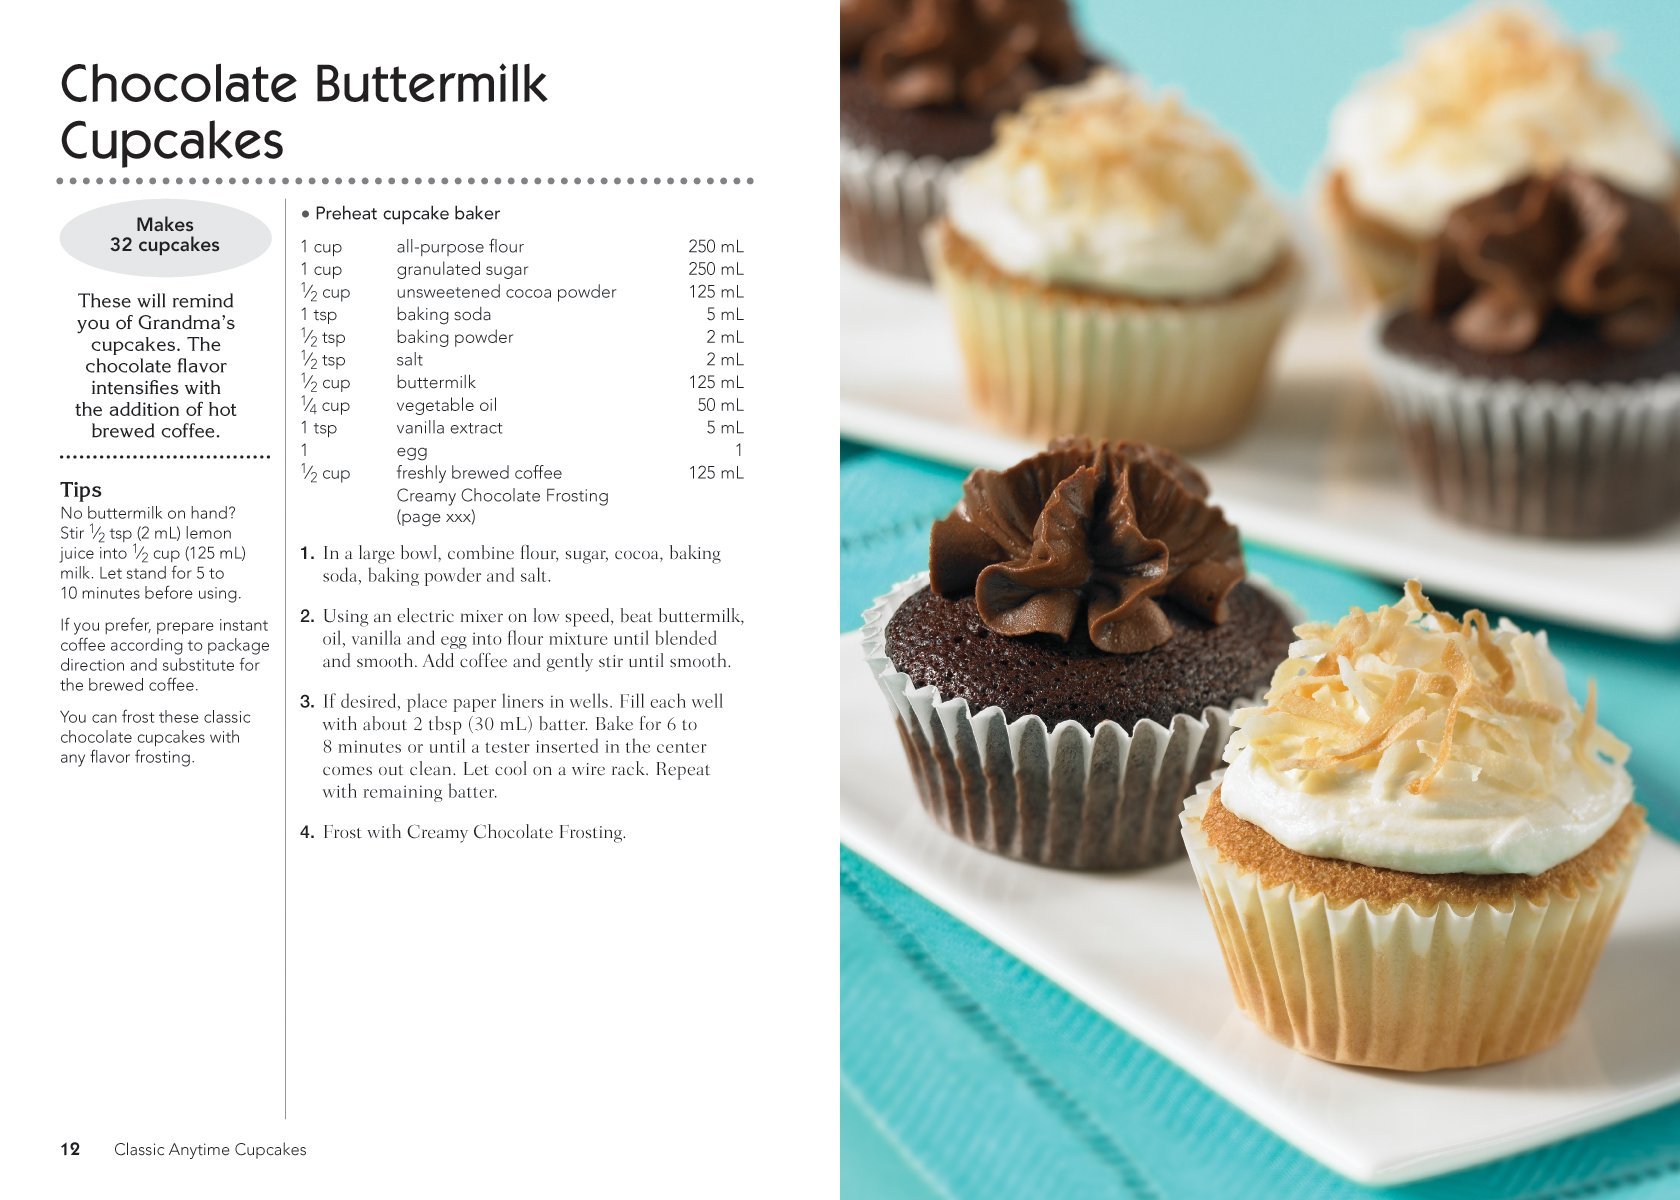 Chocolate Buttermilk
Cupcakes
Makes
32 cupcakes
These will remind
you of Grandma's
cupcakes. The
chocolate flavor
intensifies with
the addition of hot
brewed coffee.
Tips
No buttermilk on hand?
Stir 1/2 tsp (2 mL) lemon
juice into 1/2 cup (125 mL)
milk. Let stand for 5 to
10 minutes before using.
If you prefer, prepare instant
coffee according to package
direction and substitute for
the brewed coffee.
You can frost these classic
chocolate cupcakes with
any flavor frosting.
• Preheat cupcake baker
1 cup all-purpose flour 250 mL
1 cup granulated sugar 250 mL
1/2 cup unsweetened cocoa powder 125 mL
1 tsp baking soda 5 mL
1/2 tsp baking powder 2 mL
1/2 tsp salt 2 mL
1/2 cup buttermilk 125 mL
1/4 cup vegetable oil 50 mL
1 tsp vanilla extract 5 mL
1 egg 1
1/2 cup freshly brewed coffee 125 mL
Creamy Chocolate Frosting
(page xxx)
1. In a large bowl, combine flour, sugar, cocoa, baking
soda, baking powder and salt.
2. Using an electric mixer on low speed, beat buttermilk,
oil, vanilla and egg into flour mixture until blended
and smooth. Add coffee and gently stir until smooth.
3. If desired, place paper liners in wells. Fill each well
with about 2 tbsp (30 mL) batter. Bake for 6 to
8 minutes or until a tester inserted in the center
comes out clean. Let cool on a wire rack. Repeat
with remaining batter.
4. Frost with Creamy Chocolate Frosting.
12 Classic Anytime Cupcakes